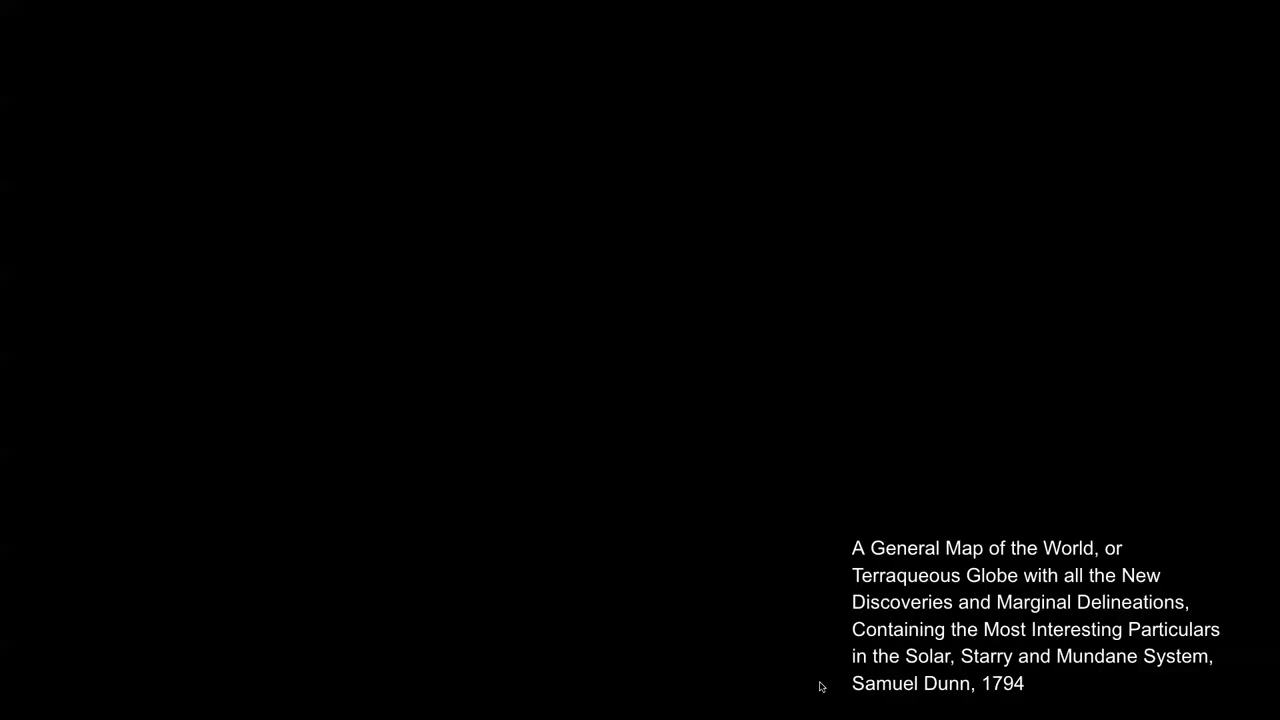 A General Map of the World, or
Terraqueous Globe with all the New
Discoveries and Marginal Delineations,
Containing the Most Interesting Particulars
in the Solar, Starry and Mundane System,
Samuel Dunn, 1794